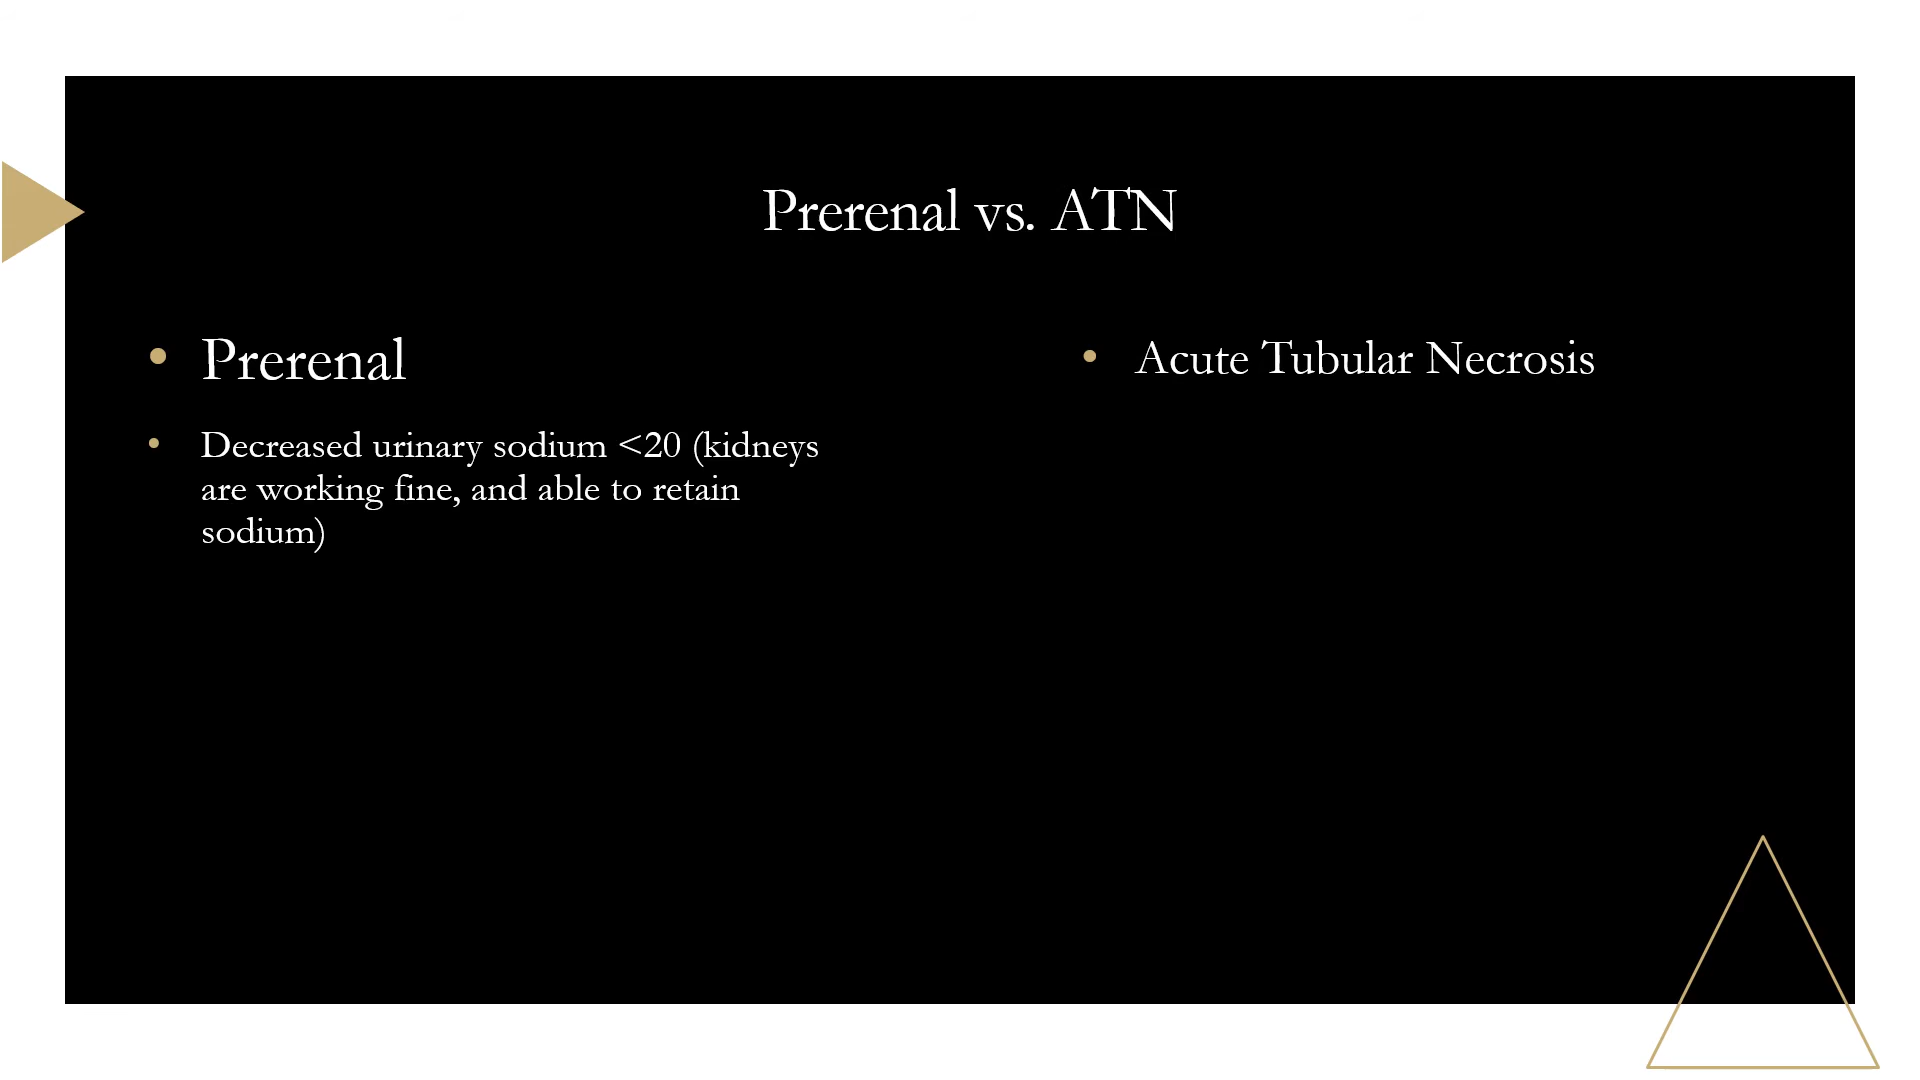 Prerenal vs. ATN
• Prerenal
• Decreased urinary sodium <20 (kidneys
are working fine, and able to retain
sodium)
• Acute Tubular Necrosis